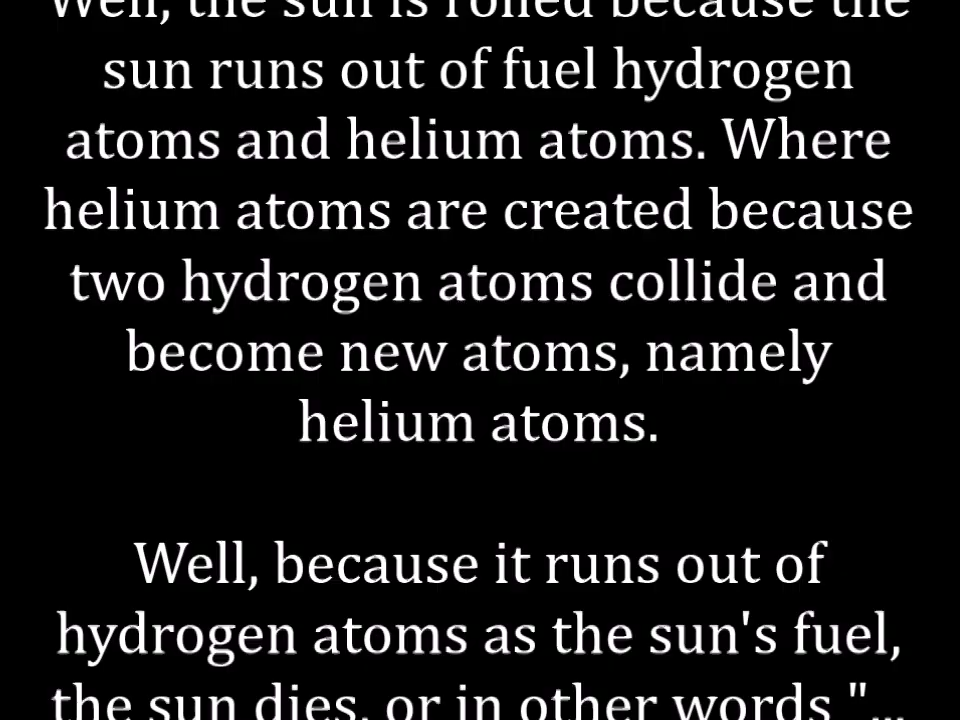 Well, the sun is rolled because the
sun runs out of fuel hydrogen
atoms and helium atoms. Where
helium atoms are created because
two hydrogen atoms collide and
become new atoms, namely
helium atoms.
Well, because it runs out of
hydrogen atoms as the sun's fuel,
the sun dies, or in other words "...